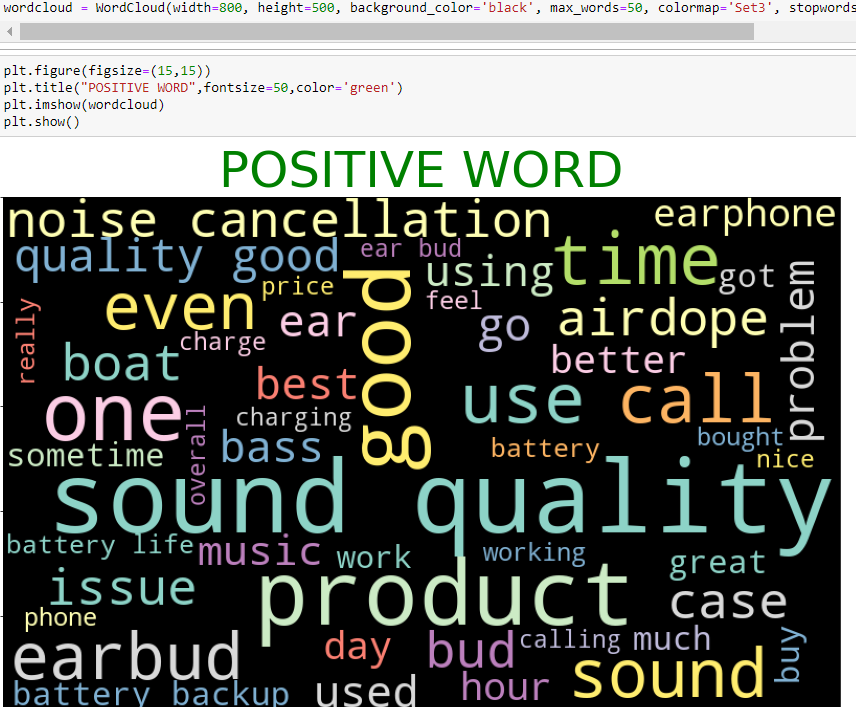 wordcloud = WordCloud(width=800, height=500, background_color='black', max_words=50, colormap='Set3', stopwords
plt.figure(figsize=(15,15))
plt.title("POSITIVE WORD",fontsize=50,color='green')
plt.imshow(wordcloud)
plt.show()
POSITIVE WORD
noise cancellation
earphone
quality good
ear bud
using
time
got
even
price
feel
really
charge
ear
good
go
airdope
problem
boat
better
best
one
charging
use
call
overall
bass
battery
bought
sometime
nice
sound quality
battery life
music
work
working
great
issue
product
case
phone
earbud
day
bud
calling
much
buy
battery backup
used
hour
sound